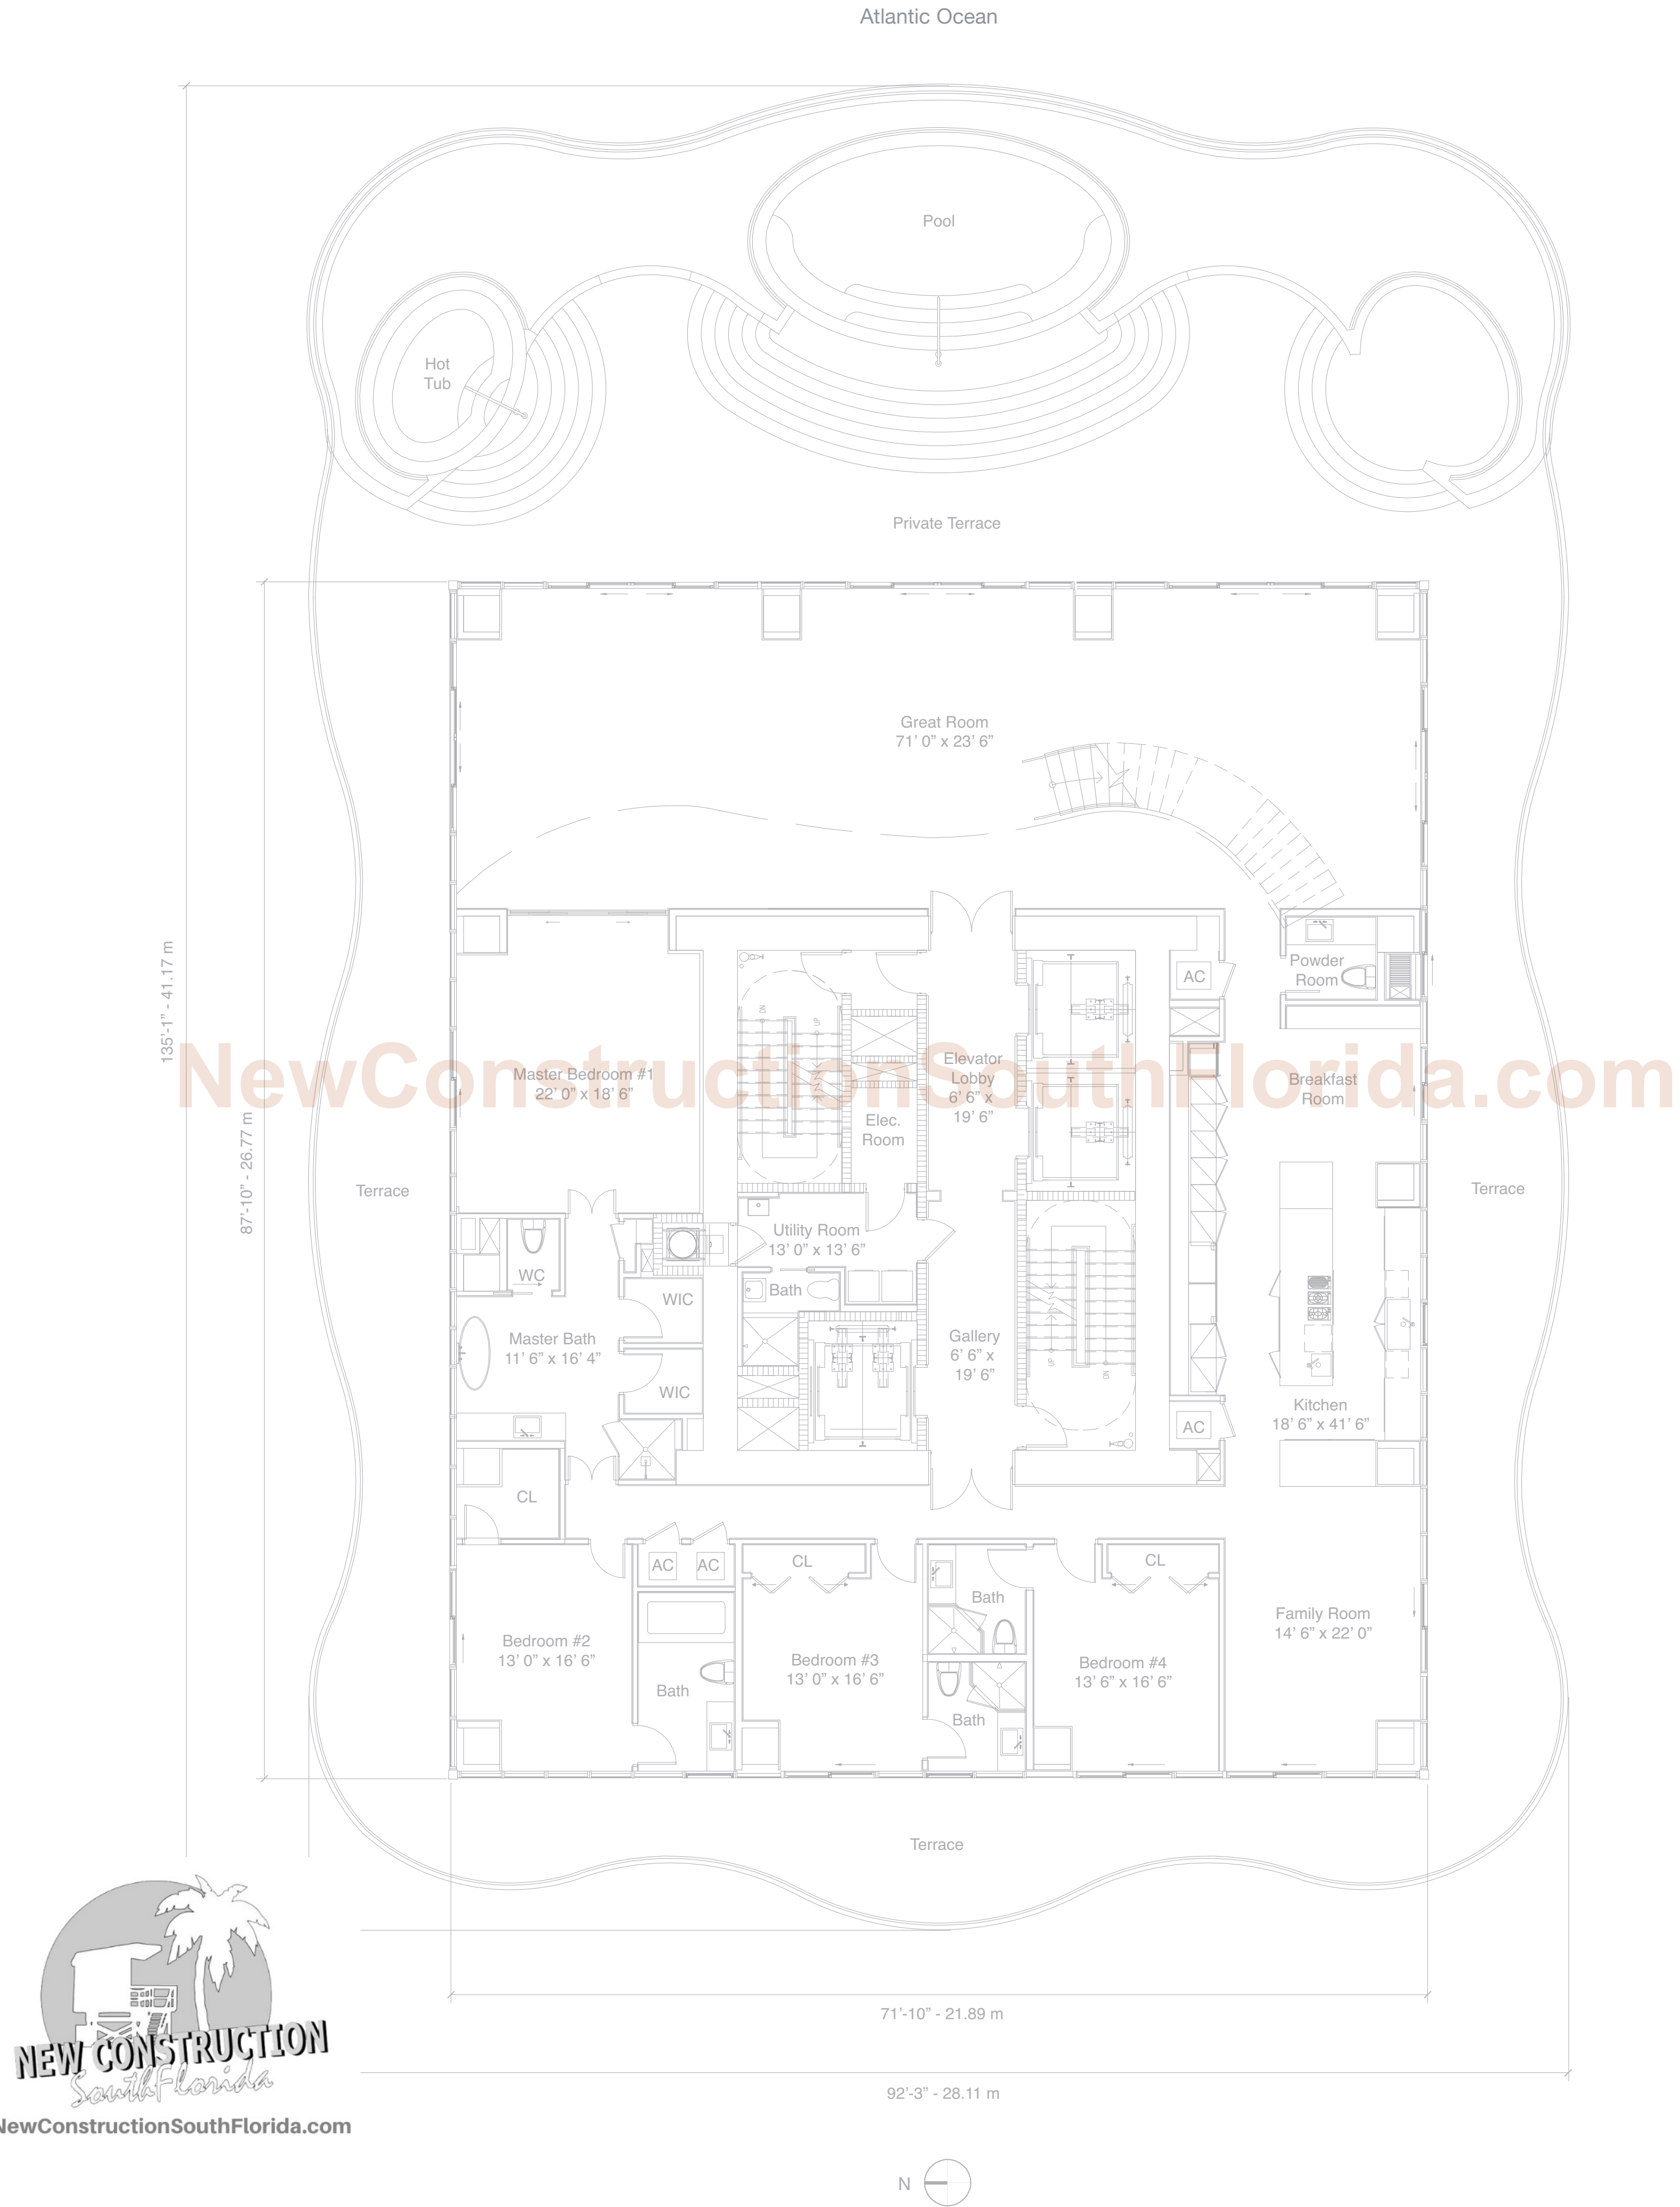 Atlantic Ocean
Pool
Hot
Tub
Private Terrace
Great Room
71’ 0” x 23’ 6”
135’-1” - 41.17 m
87’-10” - 26.77 m
AC
Powder
Room
NewConstructionSouthFlorida.com
Master Bedroom #1
22’ 0” x 18’ 6”
DN
UP
Elevator
Lobby
6’ 6” x
19’ 6”
Elec.
Room
Breakfast
Room
Terrace
Terrace
Utility Room
13’ 0” x 13’ 6”
WC
Bath
WIC
Master Bath
11’ 6” x 16’ 4”
WIC
Gallery
6’ 6” x
19’ 6”
UP
DN
Kitchen
18’ 6” x 41’ 6”
AC
CL
AC
AC
CL
CL
Bath
Bedroom #2
13’ 0” x 16’ 6”
Bath
Bedroom #3
13’ 0” x 16’ 6”
Bath
Bedroom #4
13’ 6” x 16’ 6”
Family Room
14’ 6” x 22’ 0”
Terrace
71’-10” - 21.89 m
92’-3” - 28.11 m
NEW CONSTRUCTION
SouthFlorida
NewConstructionSouthFlorida.com
N